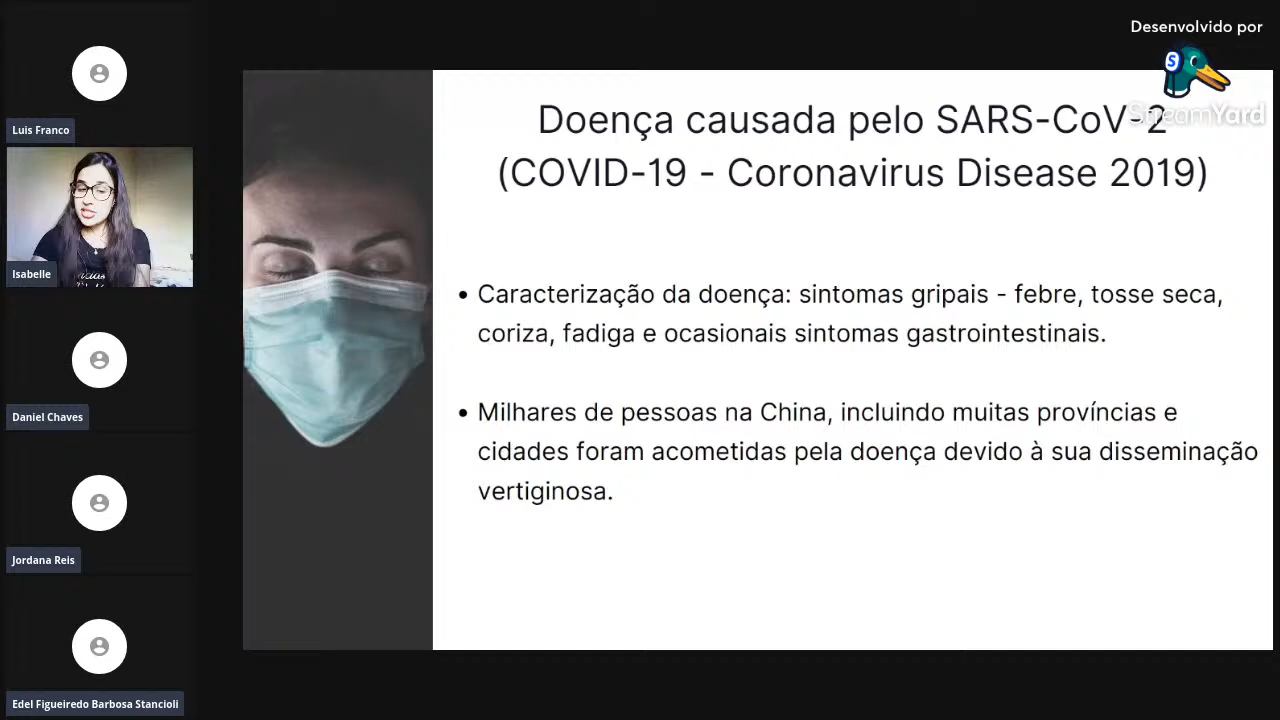 Desenvolvido por
StreamYard
Luis Franco
Isabelle
Daniel Chaves
Jordana Reis
Edel Figueiredo Barbosa Stancioli
Doença causada pelo SARS-CoV-2
(COVID-19 - Coronavirus Disease 2019)
• Caracterização da doença: sintomas gripais - febre, tosse seca,
coriza, fadiga e ocasionais sintomas gastrointestinais.
• Milhares de pessoas na China, incluindo muitas províncias e
cidades foram acometidas pela doença devido à sua disseminação
vertiginosa.